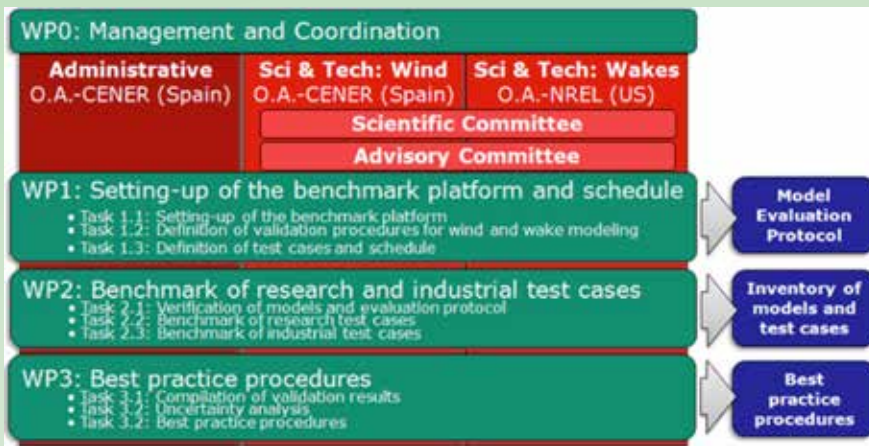 WP0: Management and Coordination
Administrative
O.A.-CENER (Spain)
Sci & Tech: Wind
O.A.-CENER (Spain)
Sci & Tech: Wakes
O.A.-NREL (US)
Scientific Committee
Advisory Committee
WP1: Setting-up of the benchmark platform and schedule
• Task 1.1: Setting-up of the benchmark platform
• Task 1.2: Definition of validation procedures for wind and wake modeling
• Task 1.3: Definition of test cases and schedule
Model
Evaluation
Protocol
WP2: Benchmark of research and industrial test cases
• Task 2.1: Verification of models and evaluation protocol
• Task 2.2: Benchmark of research test cases
• Task 2.3: Benchmark of industrial test cases
Inventory of
models and
test cases
WP3: Best practice procedures
• Task 3.1: Compilation of validation results
• Task 3.2: Uncertainty analysis
• Task 3.2: Best practice procedures
Best
practice
procedures